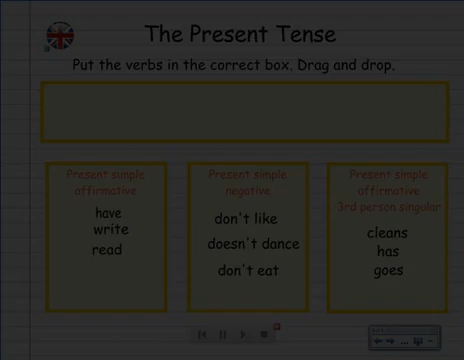 The Present Tense
Put the verbs in the correct box. Drag and drop.
Present simple
affirmative
have
write
read
Present simple
negative
don't like
doesn't dance
don't eat
Present simple
affirmative
3rd person singular
cleans
has
goes